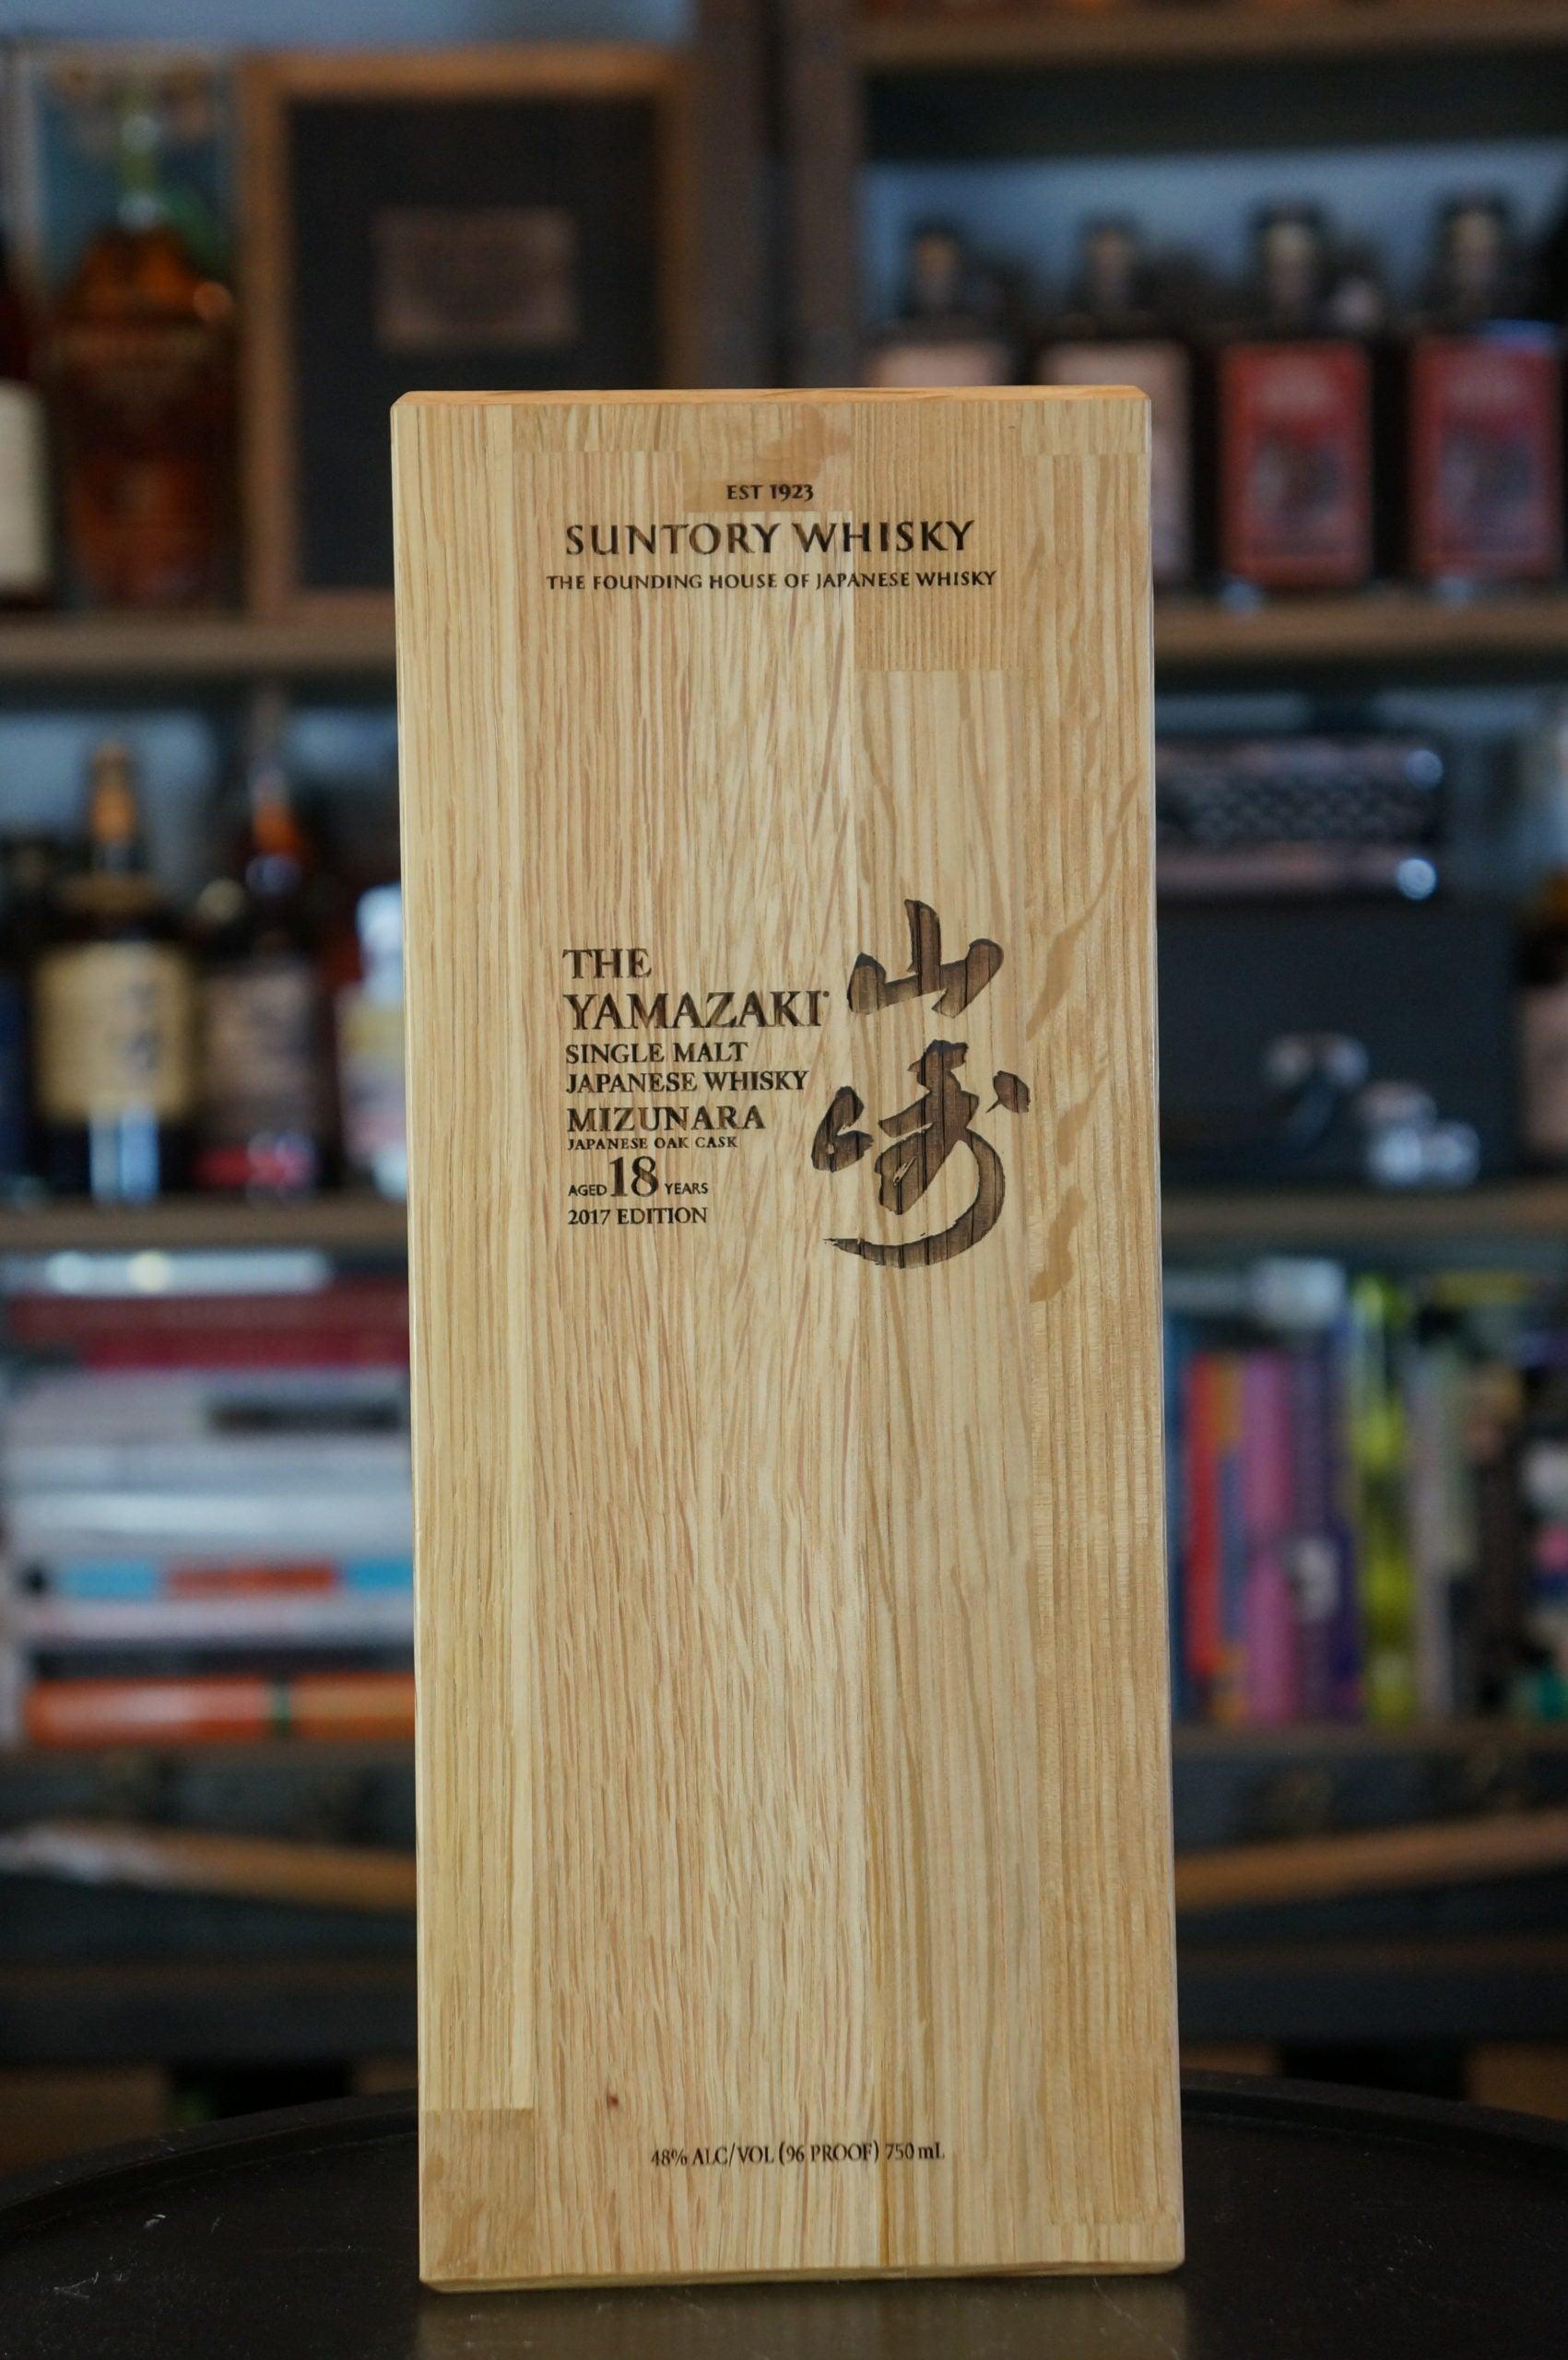 EST 1923
SUNTORY WHISKY
THE FOUNDING HOUSE OF JAPANESE WHISKY
THE
YAMAZAKI
SINGLE MALT
JAPANESE WHISKY
MIZUNARA
JAPANESE OAK CASK
AGED 18 YEARS
2017 EDITION
山崎
48% ALC/VOL (96 PROOF) 750 mL